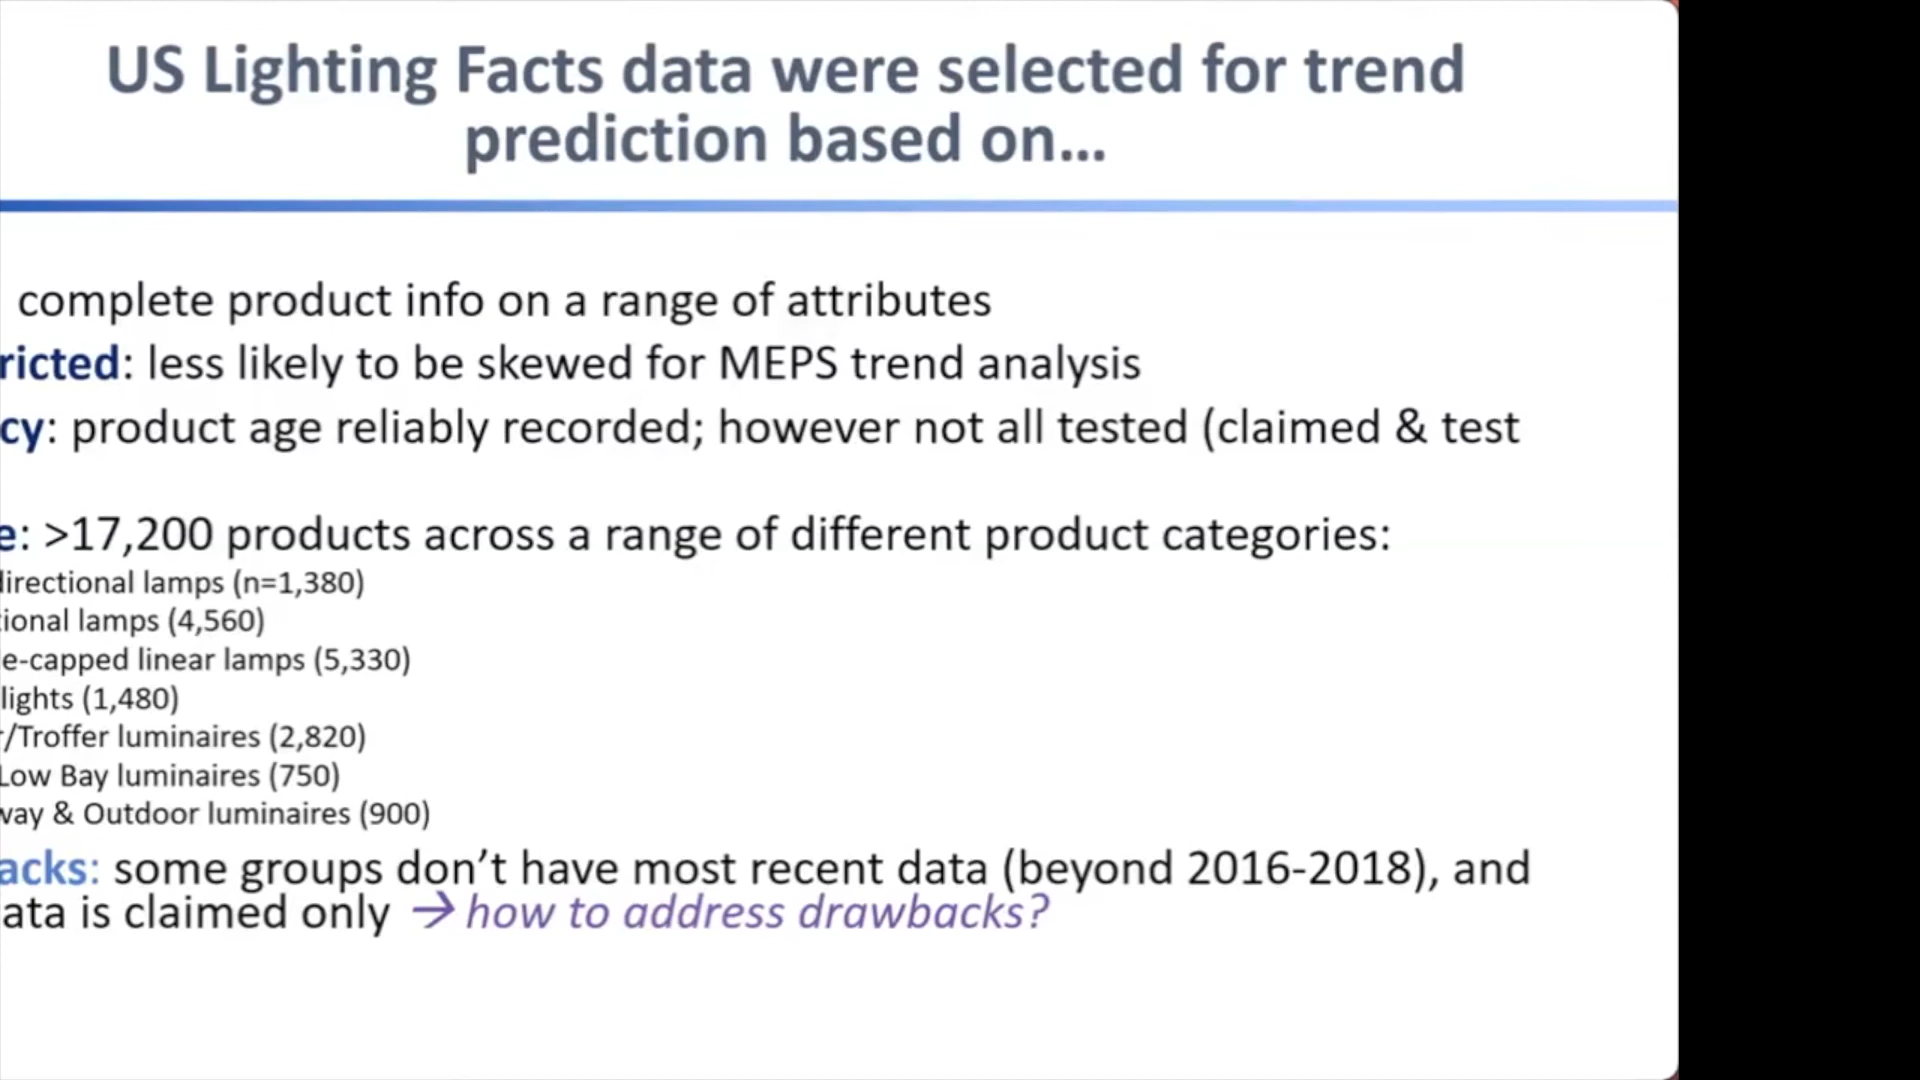 US Lighting Facts data were selected for trend
prediction based on...
complete product info on a range of attributes
ricted: less likely to be skewed for MEPS trend analysis
cy: product age reliably recorded; however not all tested (claimed & test
e: >17,200 products across a range of different product categories:
directional lamps (n=1,380)
tional lamps (4,560)
e-capped linear lamps (5,330)
lights (1,480)
r/Troffer luminaires (2,820)
Low Bay luminaires (750)
way & Outdoor luminaires (900)
acks: some groups don’t have most recent data (beyond 2016-2018), and
ata is claimed only → how to address drawbacks?